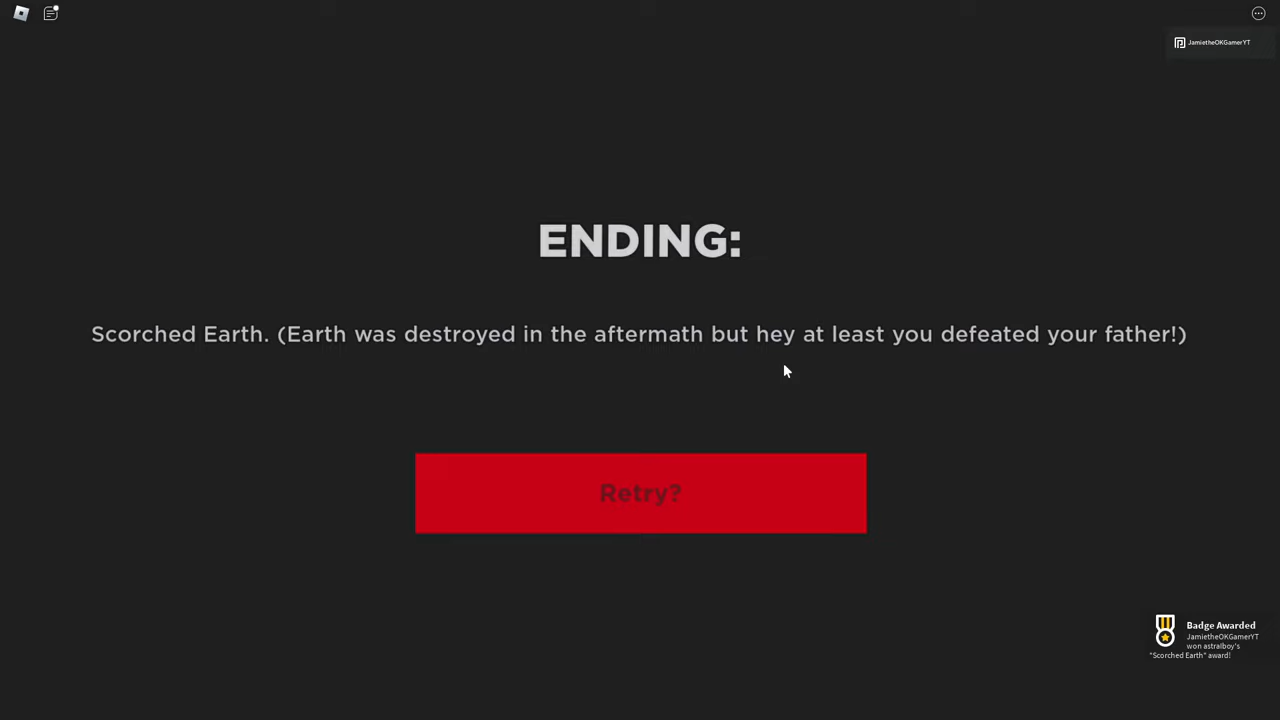 JamietheOKGamerYT
ENDING:
Scorched Earth. (Earth was destroyed in the aftermath but hey at least you defeated your father!)
Retry?
Badge Awarded
JamietheOKGamerYT
won astralboy's
"Scorched Earth" award!